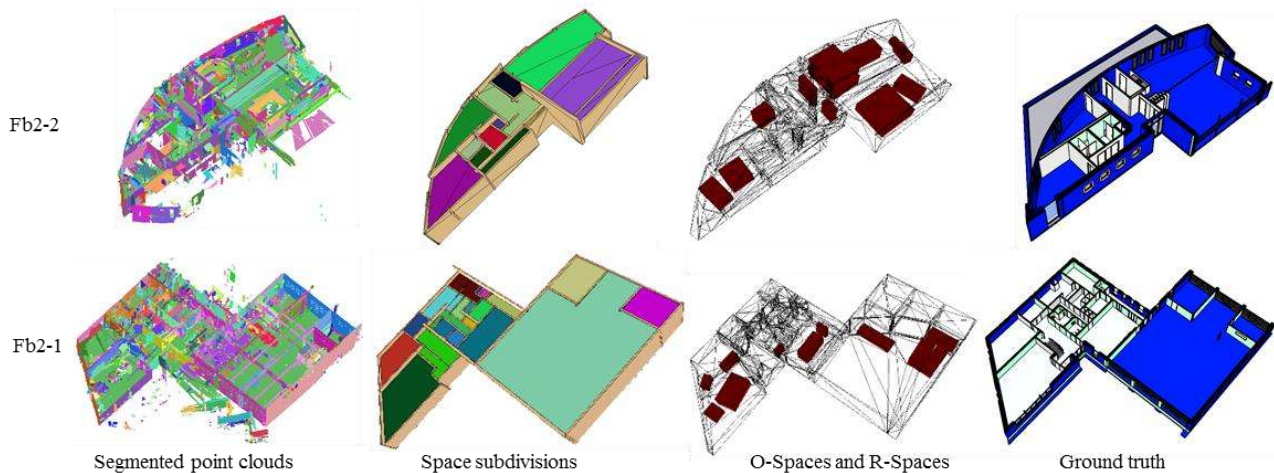 Fb2-2
Fb2-1
Segmented point clouds
Space subdivisions
O-Spaces and R-Spaces
Ground truth